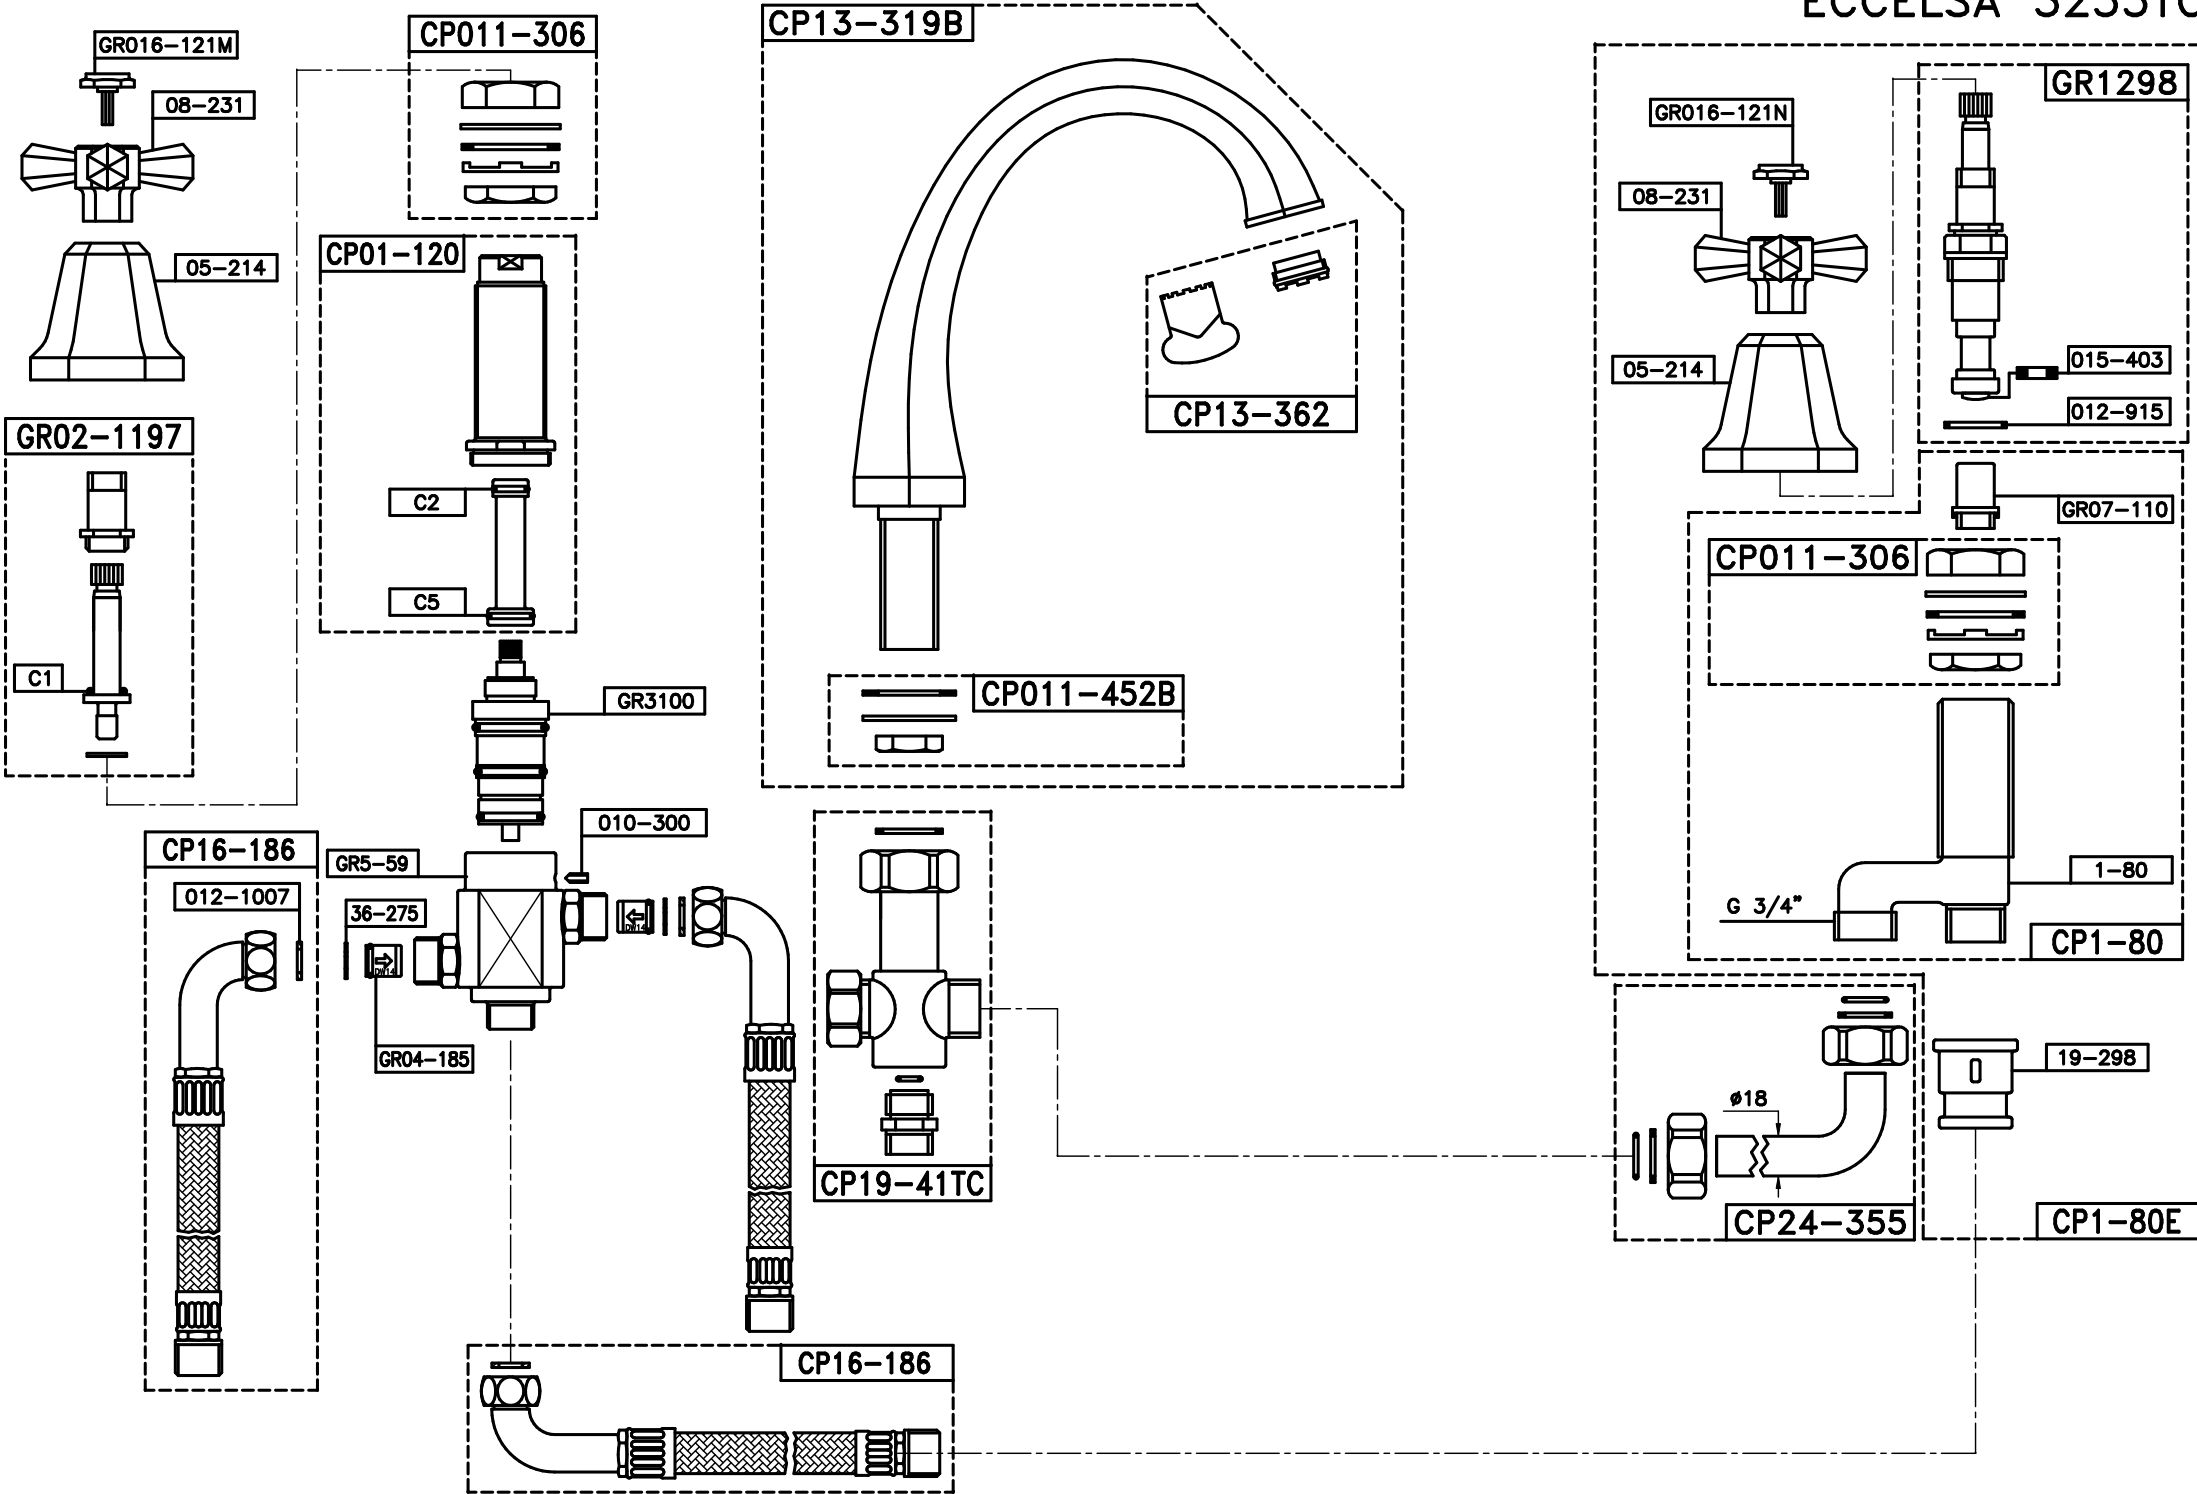 ECCELSA
GR016-121M
08-231
05-214
GR02-1197
C1
CP011-306
CP01-120
C2
C5
GR3100
010-300
GR5-59
36-275
GR04-185
DW14
DW14
CP16-186
012-1007
CP16-186
CP13-319B
CP13-362
CP011-452B
CP19-41TC
GR1298
GR016-121N
08-231
05-214
015-403
012-915
GR07-110
CP011-306
1-80
G 3/4"
CP1-80
19-298
ø18
CP24-355
CP1-80E